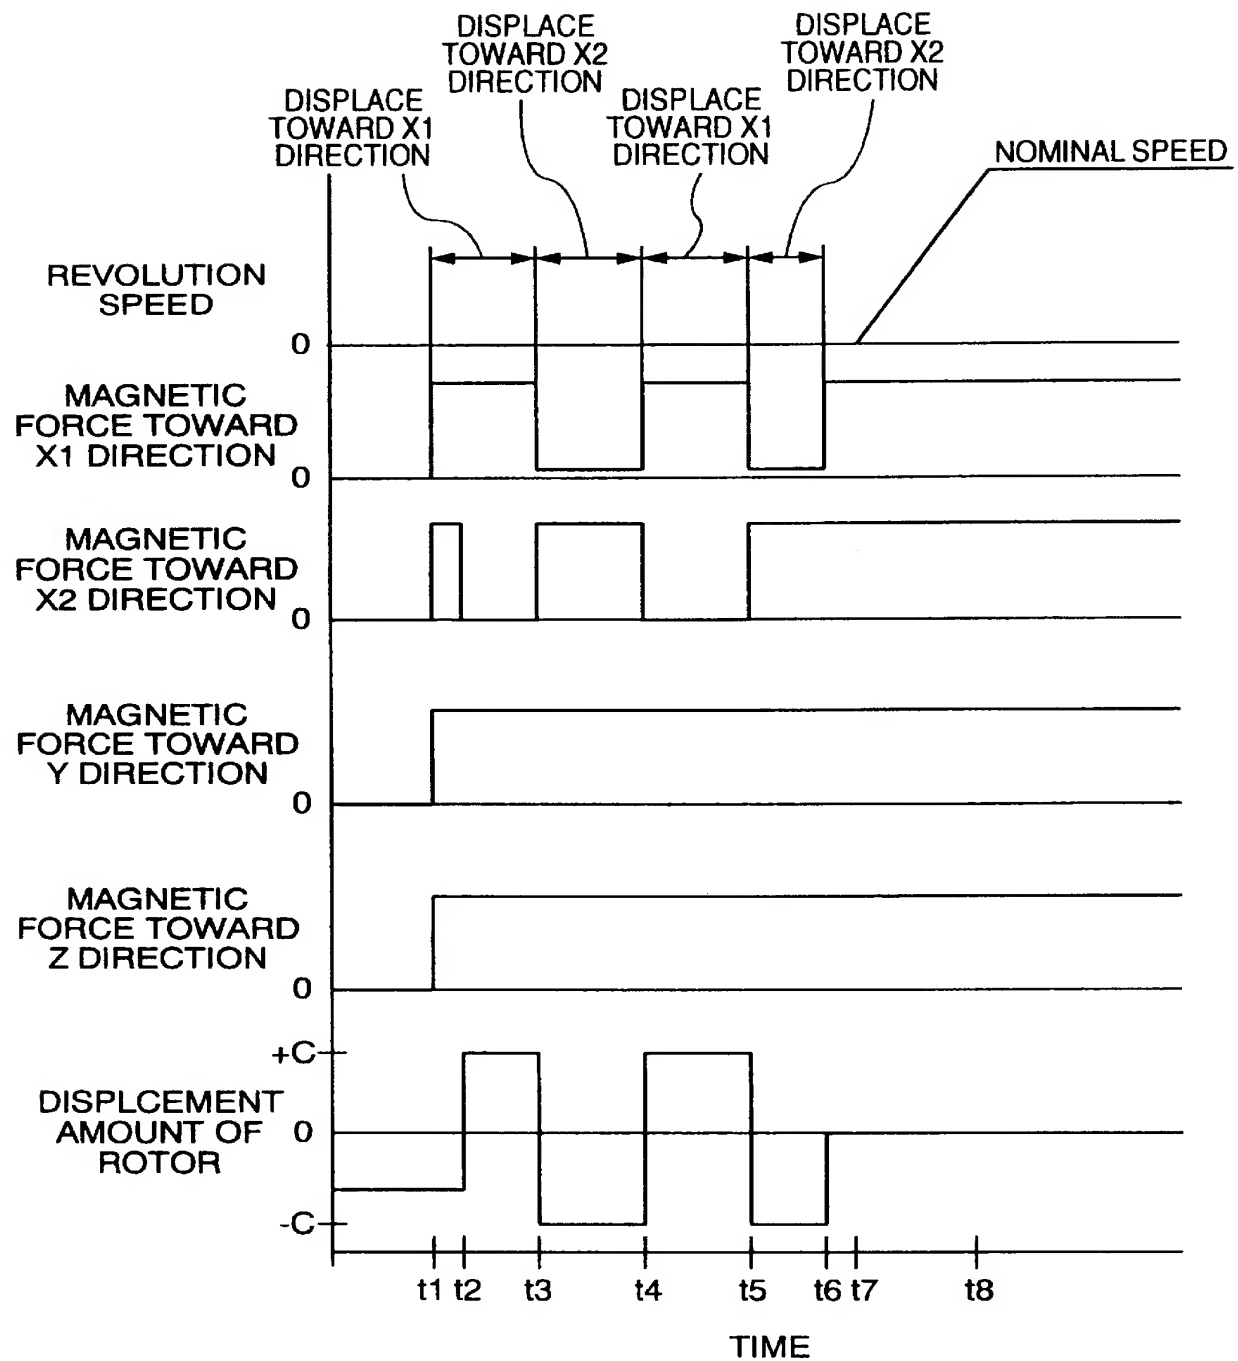 DISPLACE
TOWARD X2
DIRECTION
DISPLACE
TOWARD X2
DIRECTION
DISPLACE
TOWARD X1
DIRECTION
DISPLACE
TOWARD X1
DIRECTION
NOMINAL SPEED
REVOLUTION
SPEED
0
MAGNETIC
FORCE TOWARD
X1 DIRECTION
0
MAGNETIC
FORCE TOWARD
X2 DIRECTION
0
MAGNETIC
FORCE TOWARD
Y DIRECTION
0
MAGNETIC
FORCE TOWARD
Z DIRECTION
0
+C
DISPLCEMENT
AMOUNT OF
ROTOR
0
-C
t1 t2 t3 t4 t5 t6 t7 t8
TIME